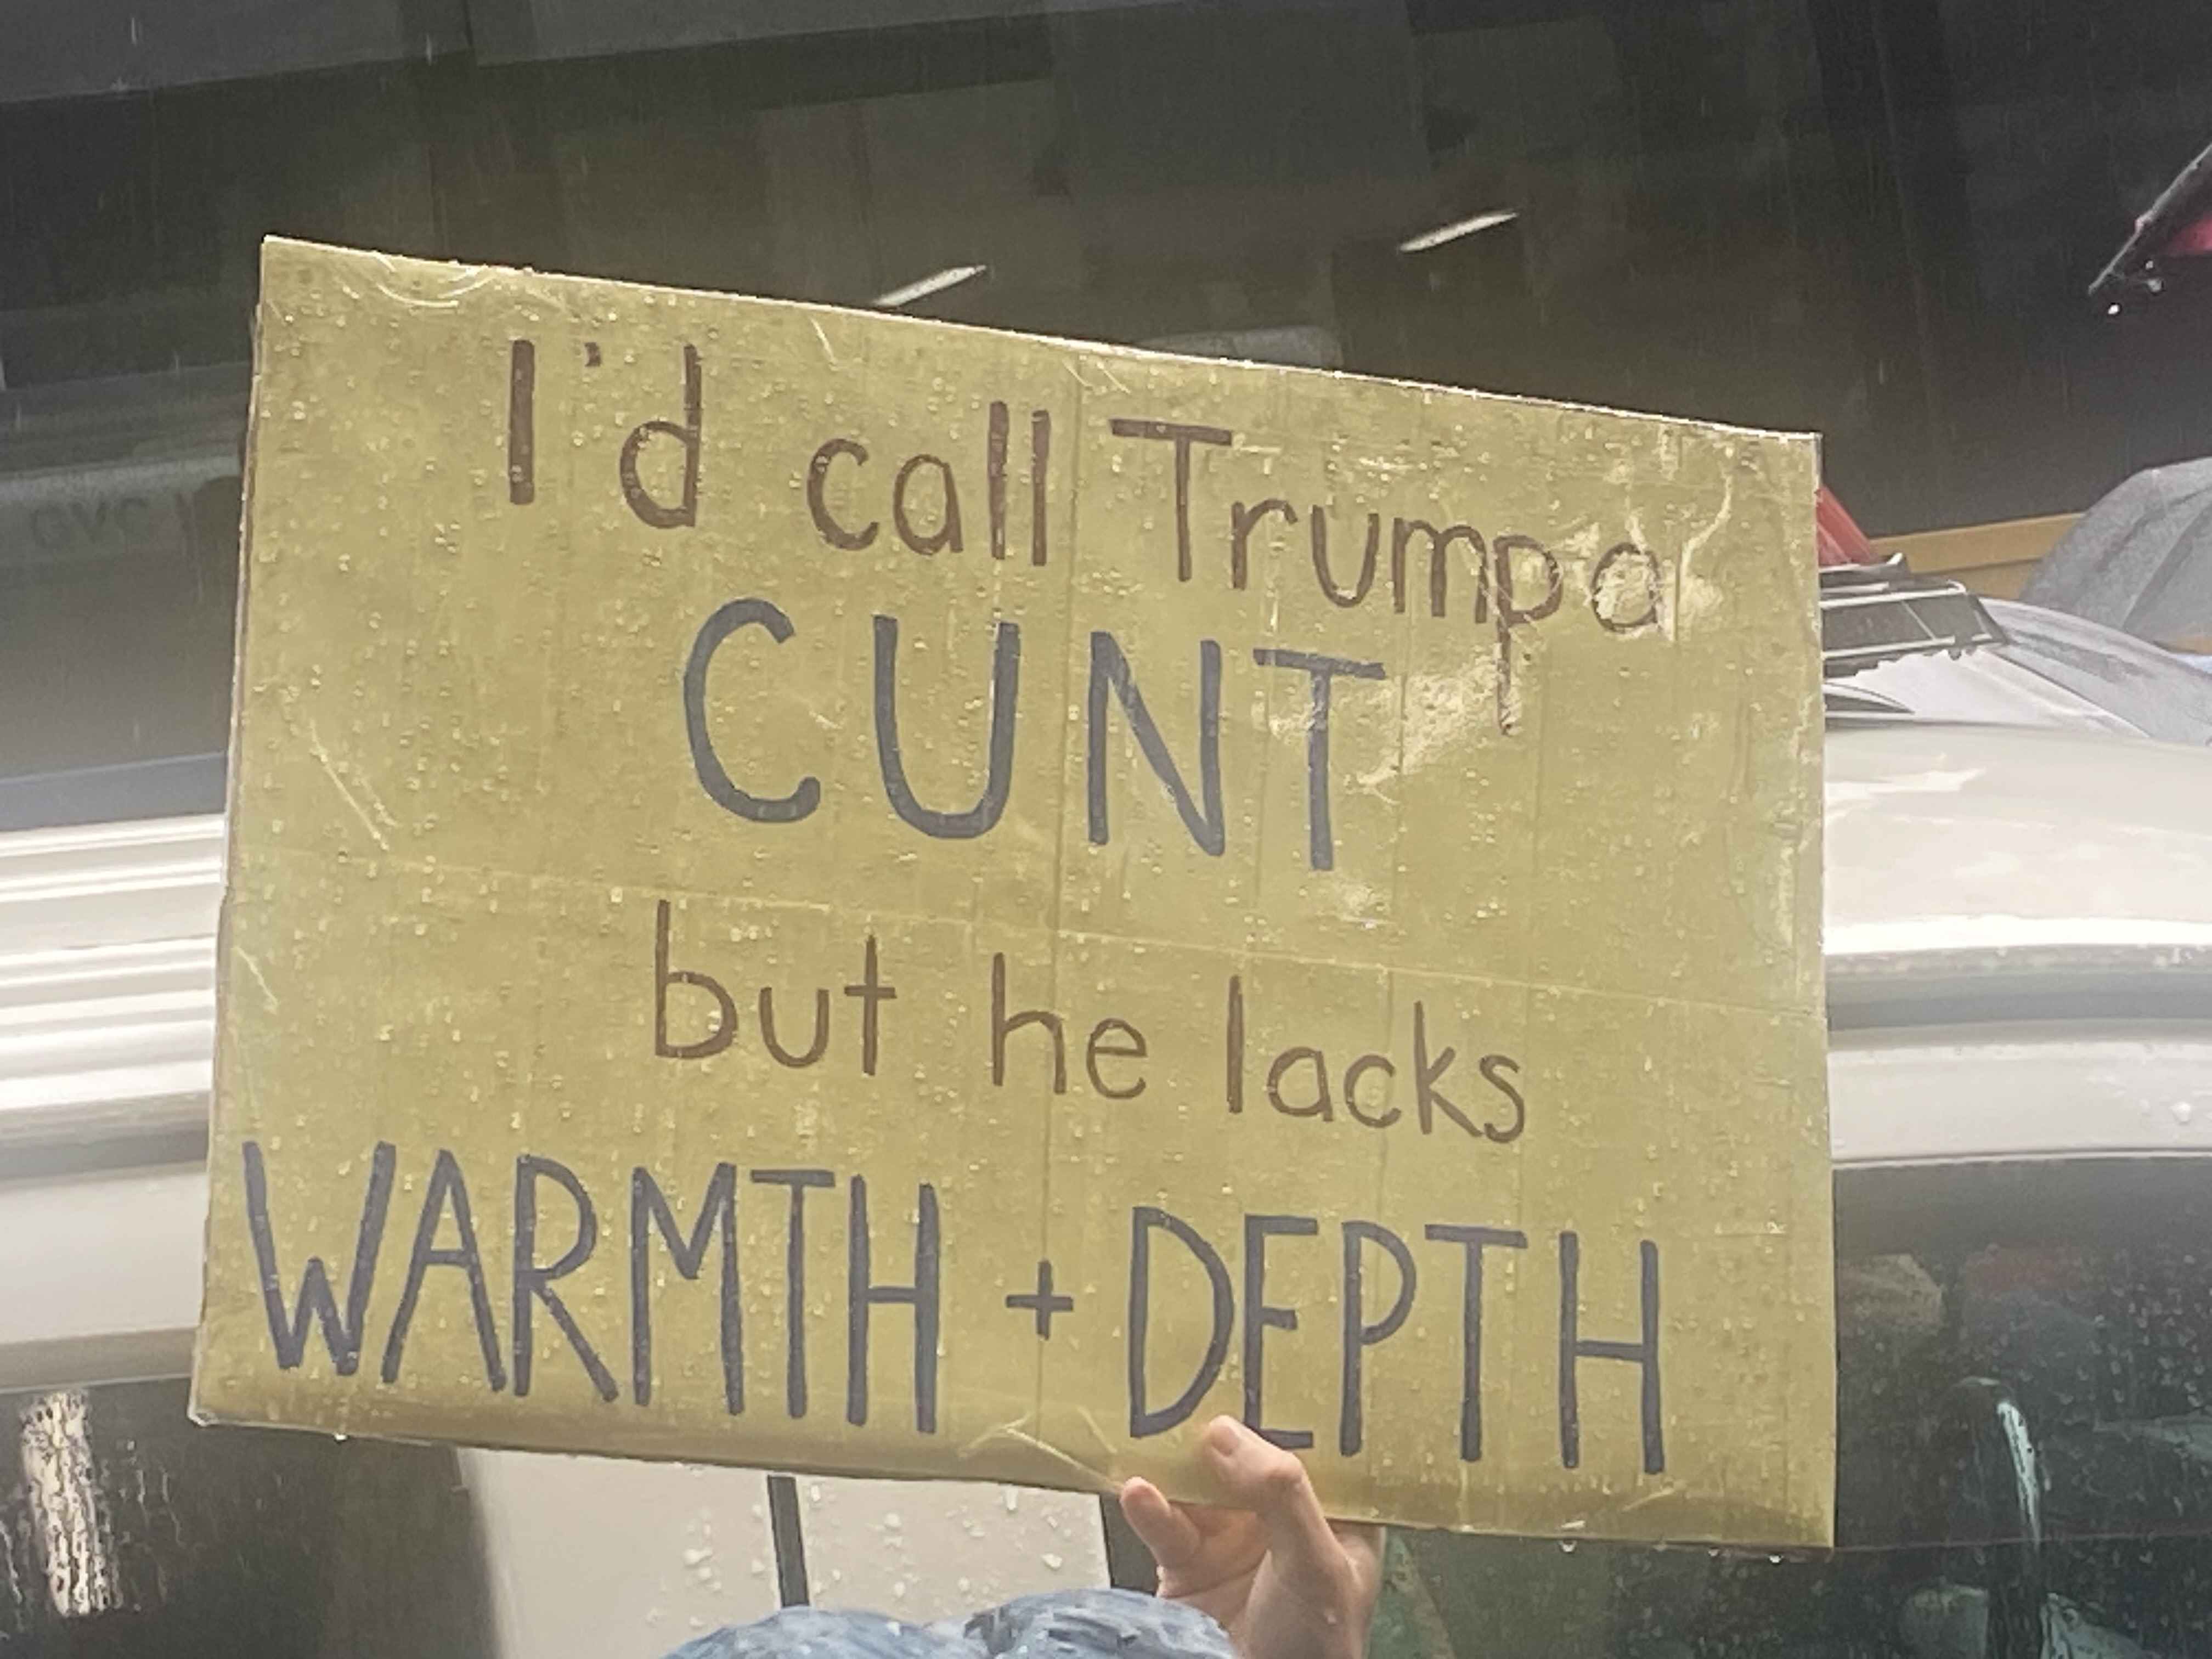 I'd call Trump a
CUNT
but he lacks
WARMTH + DEPTH